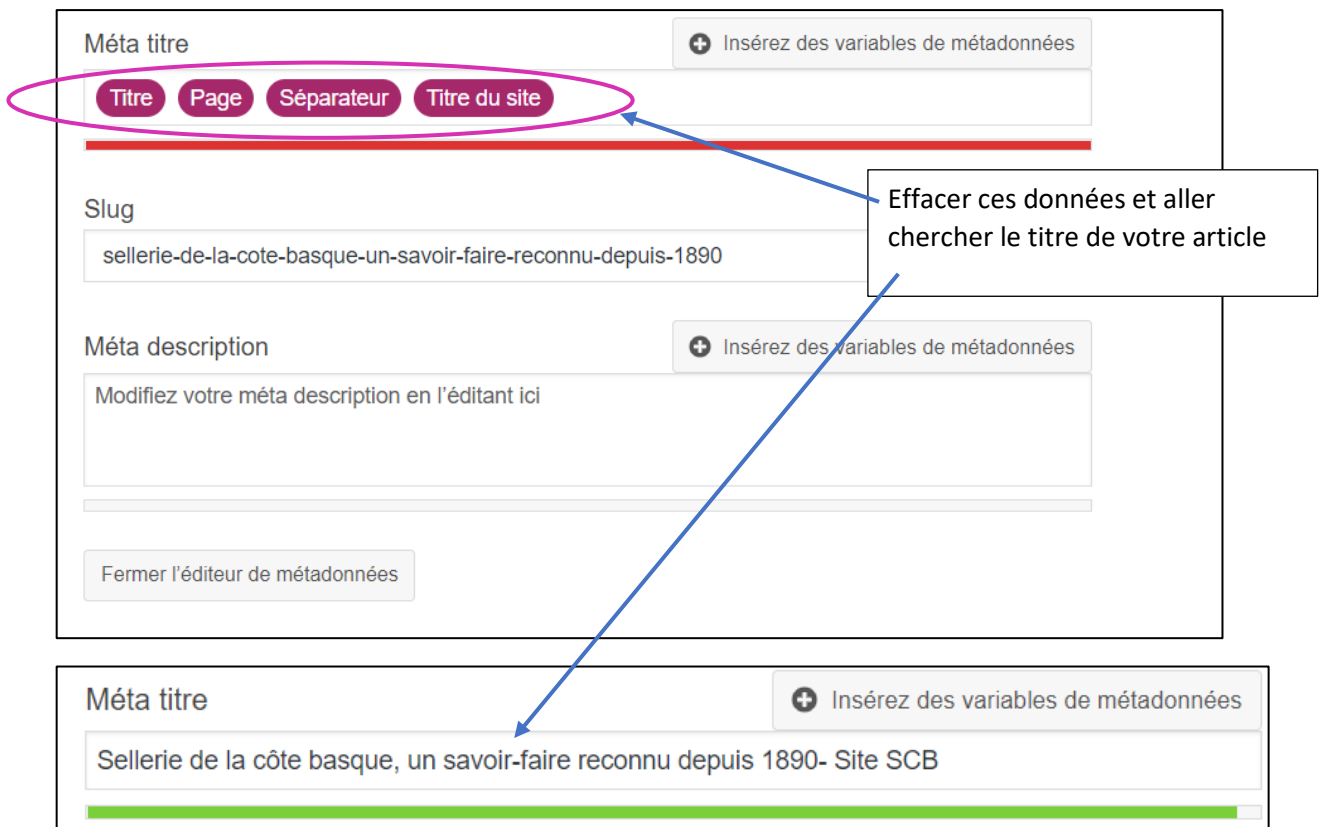 Méta titre
Insérez des variables de métadonnées
Titre Page Séparateur Titre du site
Effacer ces données et aller
chercher le titre de votre article
Slug
sellerie-de-la-cote-basque-un-savoir-faire-reconnu-depuis-1890
Méta description
Insérez des variables de métadonnées
Modifiez votre méta description en l’éditant ici
Fermer l’éditeur de métadonnées
Méta titre
Insérez des variables de métadonnées
Sellerie de la côte basque, un savoir-faire reconnu depuis 1890- Site SCB